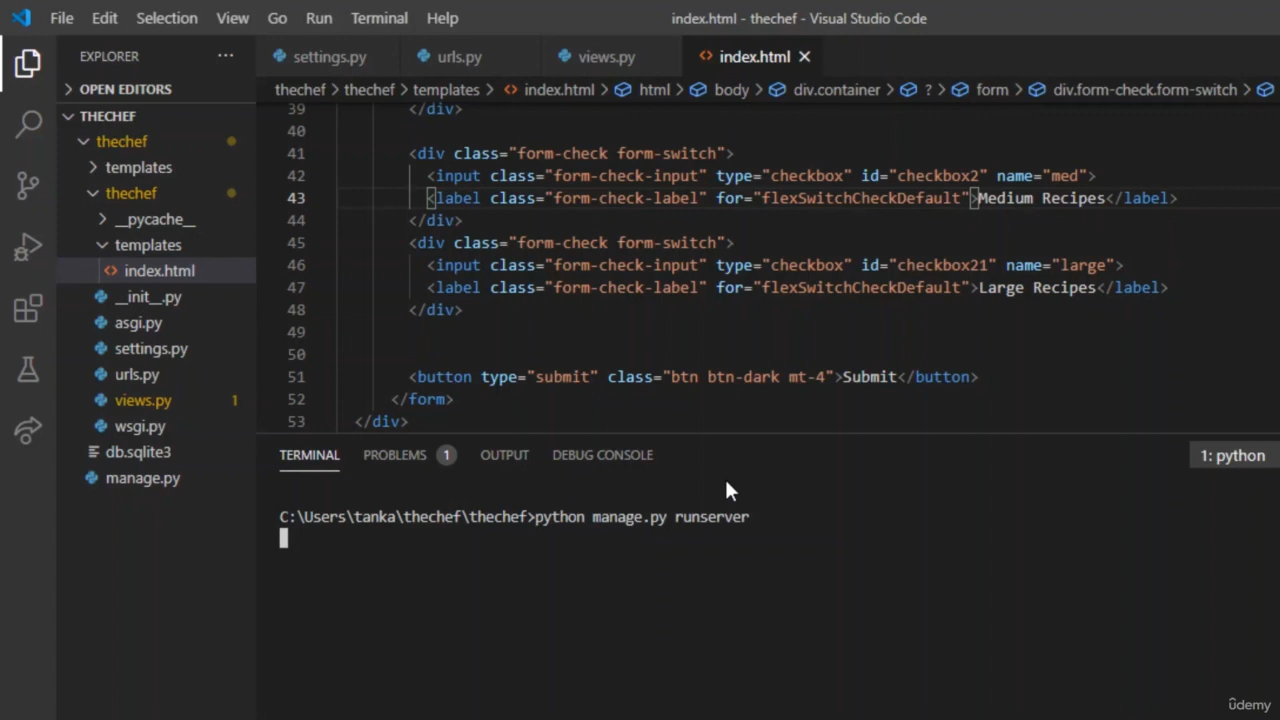 File Edit Selection View Go Run Terminal Help index.html - thechef - Visual Studio Code
EXPLORER ···
OPEN EDITORS
THECHEF
thechef
templates
thechef
__pycache__
templates
index.html
__init__.py
asgi.py
settings.py
urls.py
views.py 1
wsgi.py
db.sqlite3
manage.py
settings.py urls.py views.py index.html
thechef > thechef > templates > index.html > html > body > div.container > ? > form > div.form-check.form-switch >
39 </div>
40
41 <div class="form-check form-switch">
42 <input class="form-check-input" type="checkbox" id="checkbox2" name="med">
43 <label class="form-check-label" for="flexSwitchCheckDefault">Medium Recipes</label>
44 </div>
45 <div class="form-check form-switch">
46 <input class="form-check-input" type="checkbox" id="checkbox21" name="large">
47 <label class="form-check-label" for="flexSwitchCheckDefault">Large Recipes</label>
48 </div>
49
50
51 <button type="submit" class="btn btn-dark mt-4">Submit</button>
52 </form>
53 </div>
TERMINAL PROBLEMS 1 OUTPUT DEBUG CONSOLE 1: python
C:\Users\tanka\thechef\thechef>python manage.py runserver
ûdemy